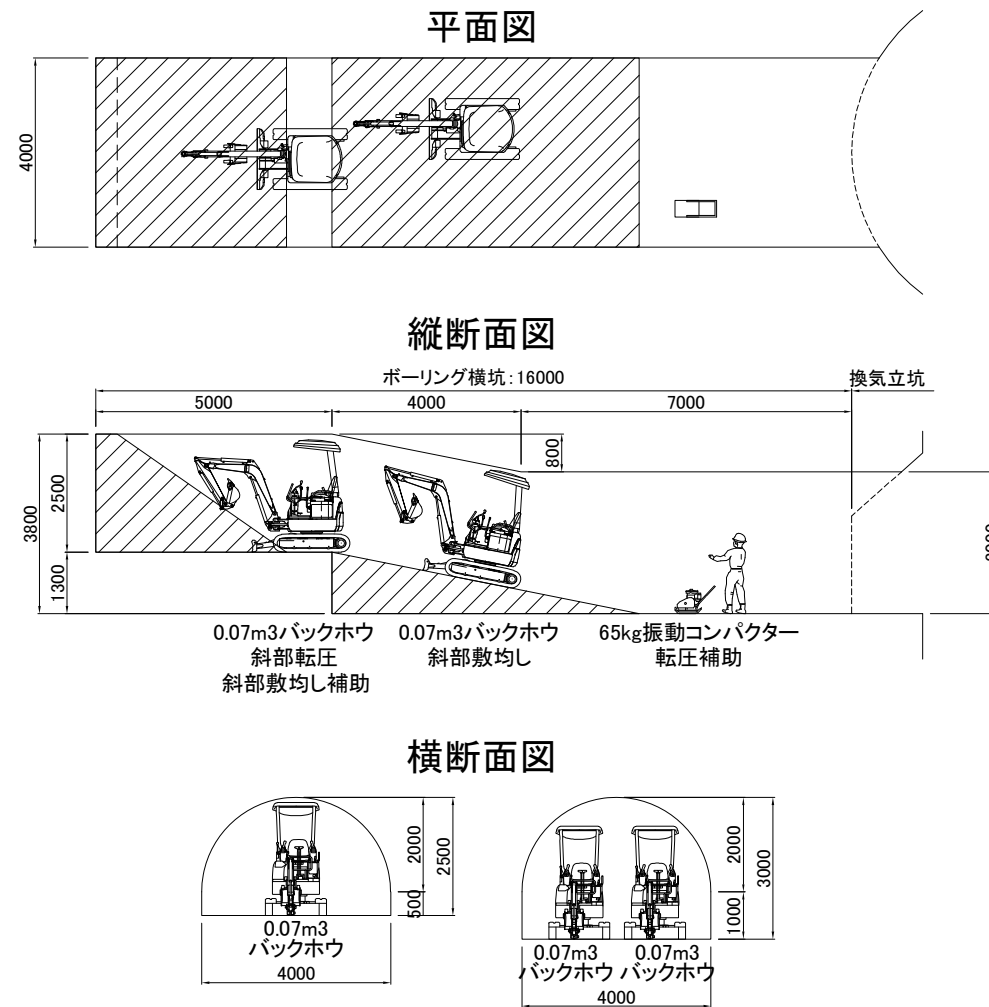 平面図
4000
縦断面図
ボーリング横坑:16000
換気立坑
5000
4000
7000
800
3800
2500
1300
0.07m3バックホウ
斜部転圧
斜部敷均し補助
0.07m3バックホウ
斜部敷均し
65kg振動コンパクター
転圧補助
横断面図
2000
2500
500
0.07m3
バックホウ
4000
2000
3000
1000
0.07m3
バックホウ
0.07m3
バックホウ
4000